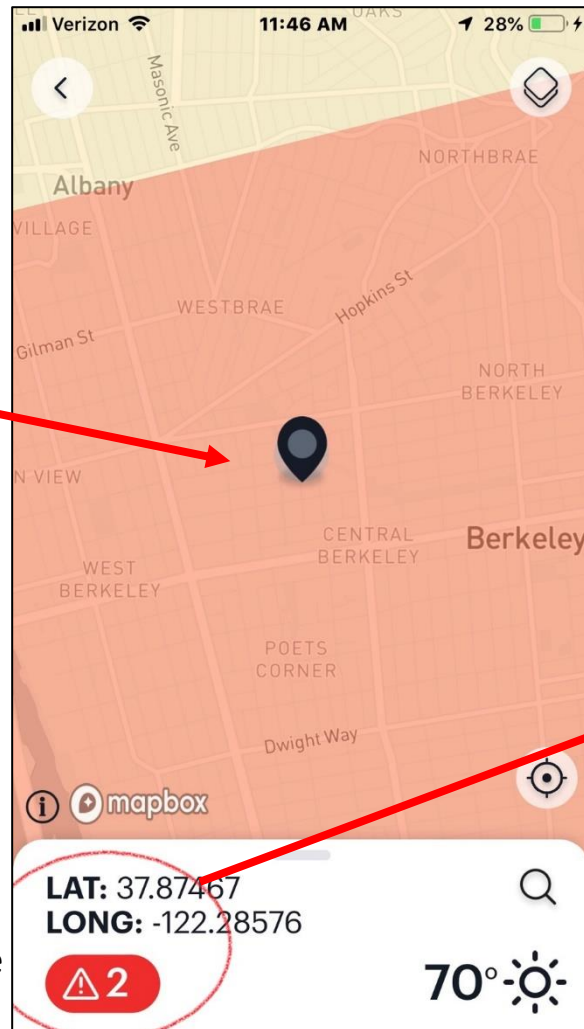 Verizon 11:46 AM 28%
OAKS
Masonic Ave
NORTHBRAE
Albany
VILLAGE
WESTBRAE
Hopkins St
Gilman St
NORTH
BERKELEY
N VIEW
CENTRAL
BERKELEY
Berkeley
WEST
BERKELEY
POETS
CORNER
Dwight Way
i mapbox
LAT: 37.87467
LONG: -122.28576
e
2
70°